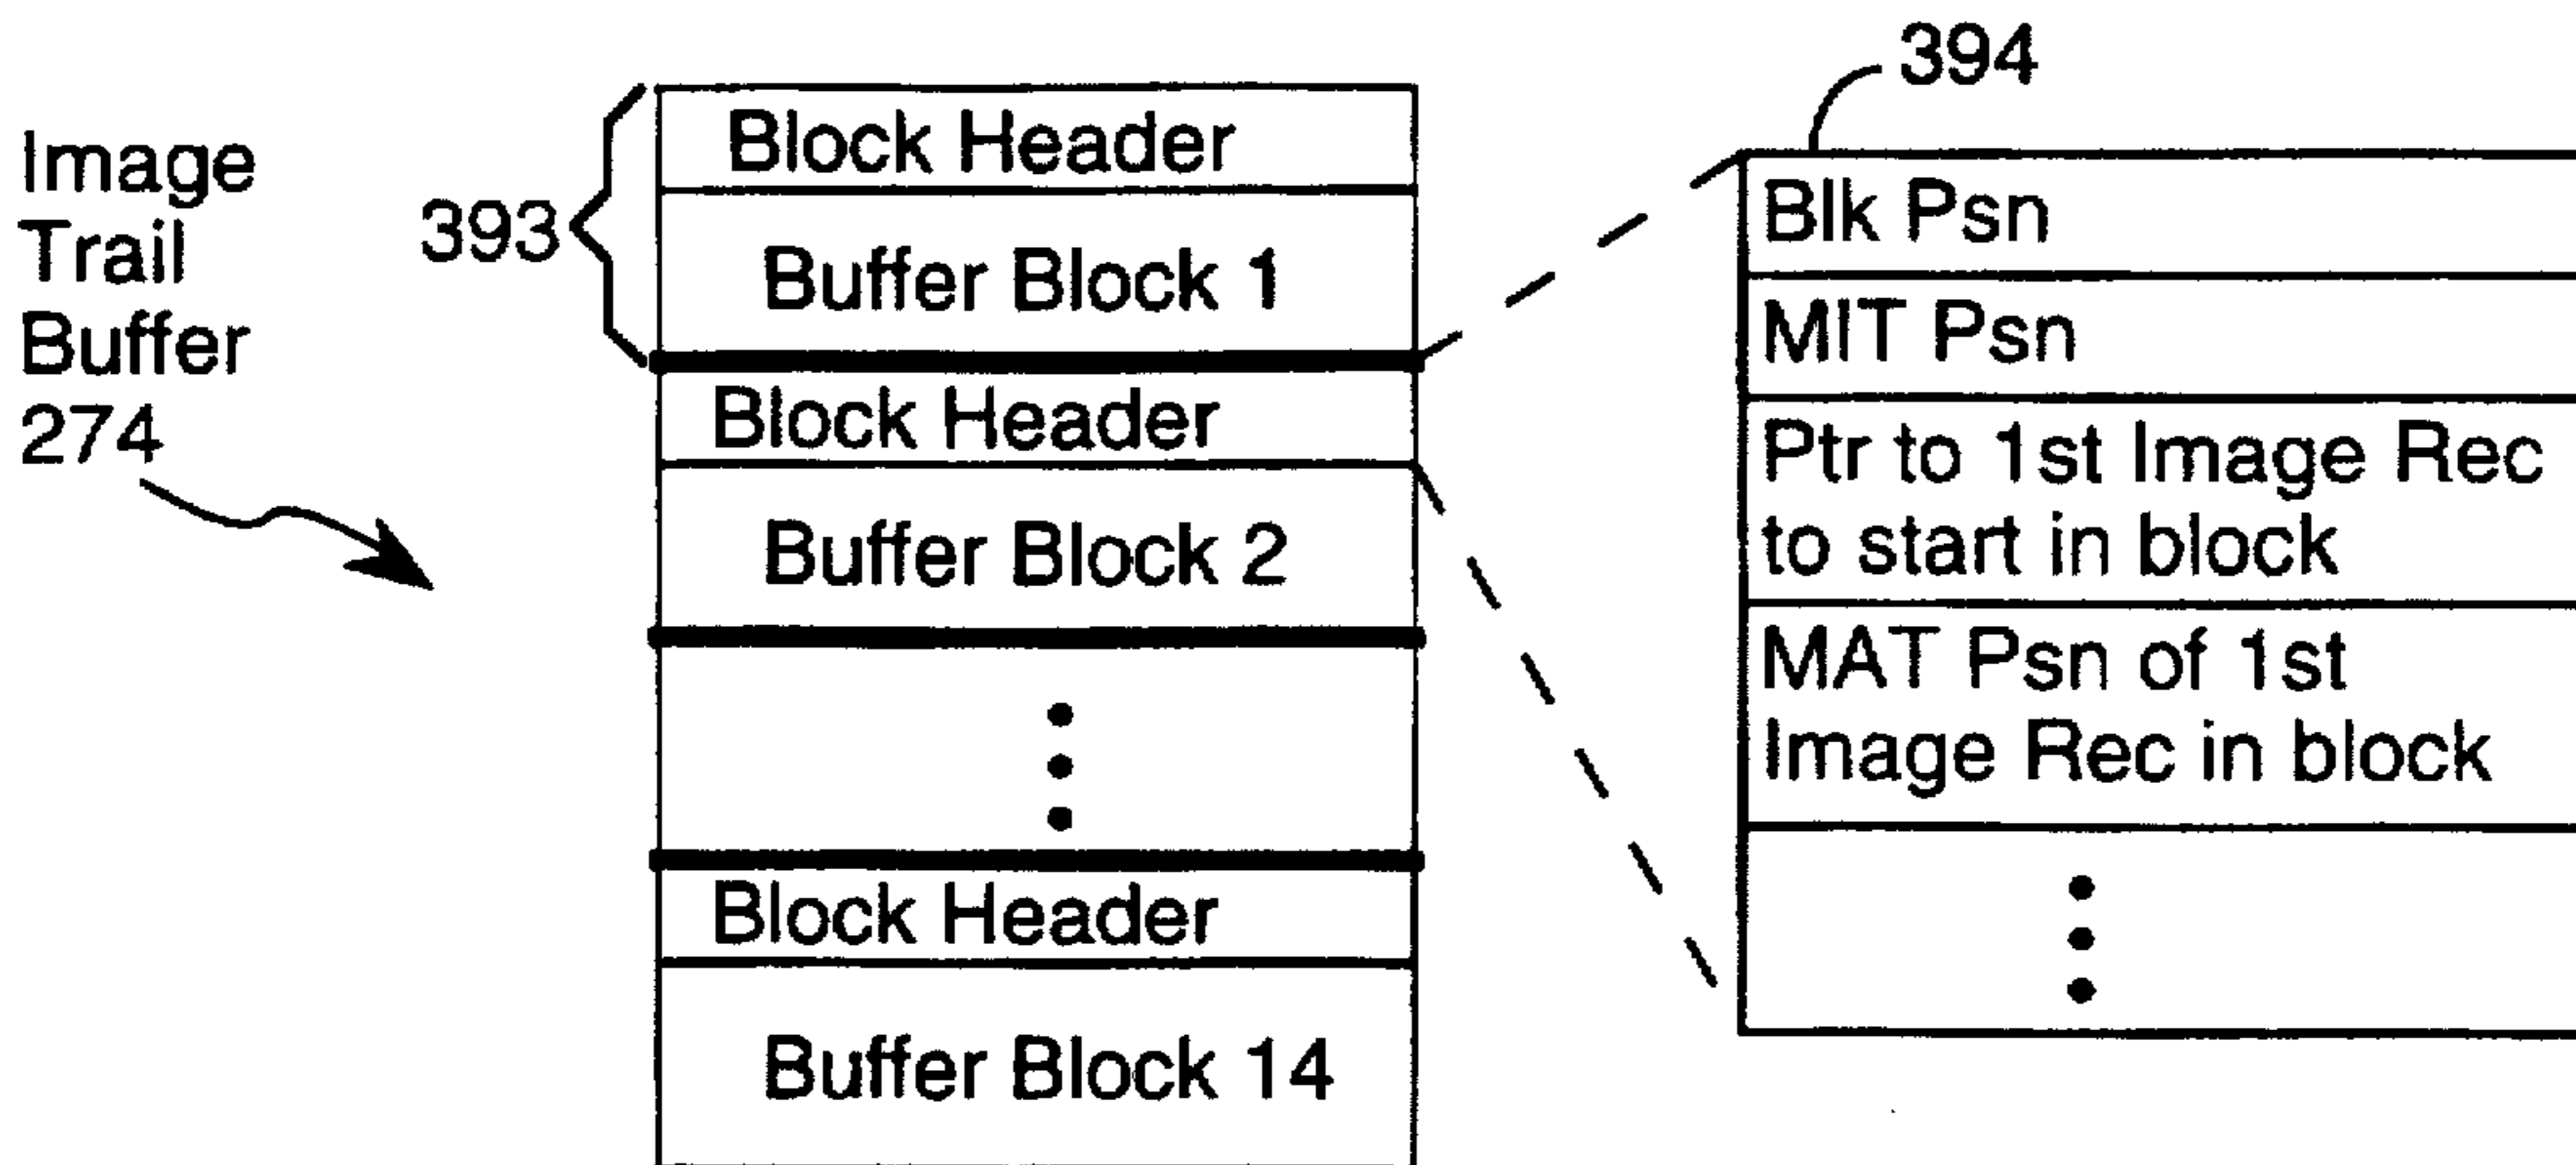 Image
Trail
Buffer
274
393
Block Header
Buffer Block 1
Block Header
Buffer Block 2
Block Header
Buffer Block 14
394
Blk Psn
MIT Psn
Ptr to 1st Image Rec
to start in block
MAT Psn of 1st
Image Rec in block